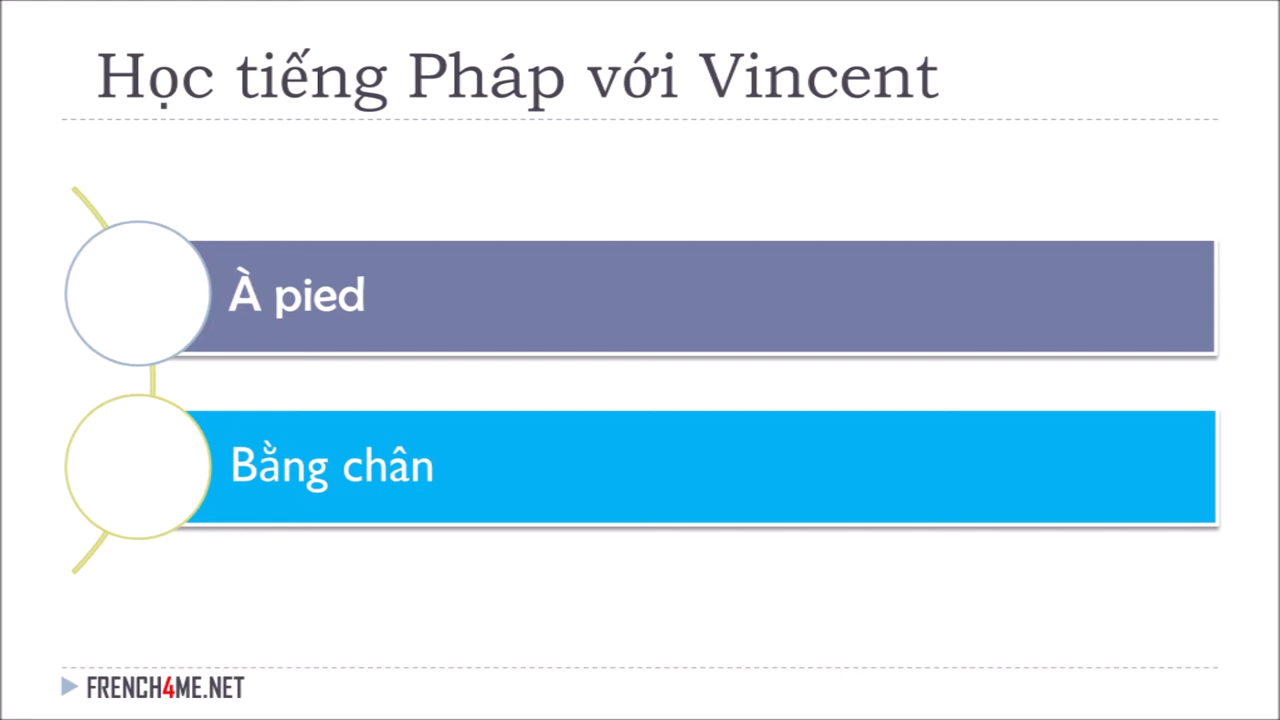 Học tiếng Pháp với Vincent
À pied
Bằng chân
FRENCH4ME.NET